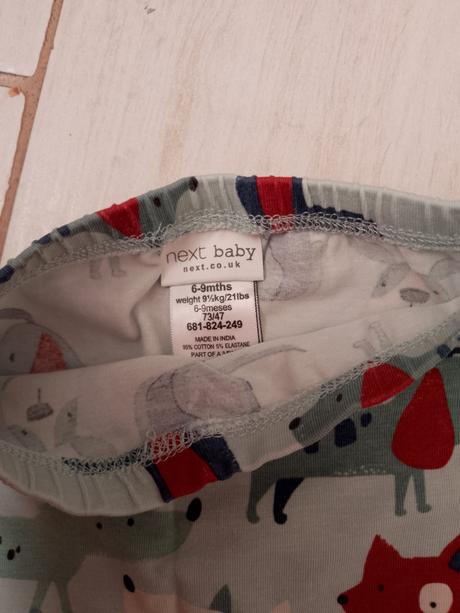 next baby
next.co.uk
6-9mths
weight 9½kg/21lbs
6-9meses
73/47
681-824-249
MADE IN INDIA
95% COTTON 5% ELASTANE
PART OF A